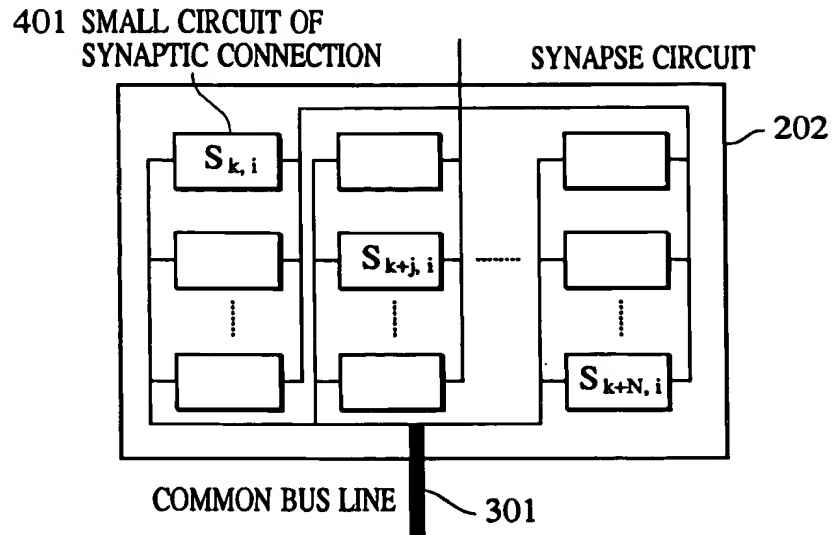 401 SMALL CIRCUIT OF
SYNAPTIC CONNECTION
SYNAPSE CIRCUIT
202
S k, i
S k+j, i
S k+N, i
COMMON BUS LINE
301